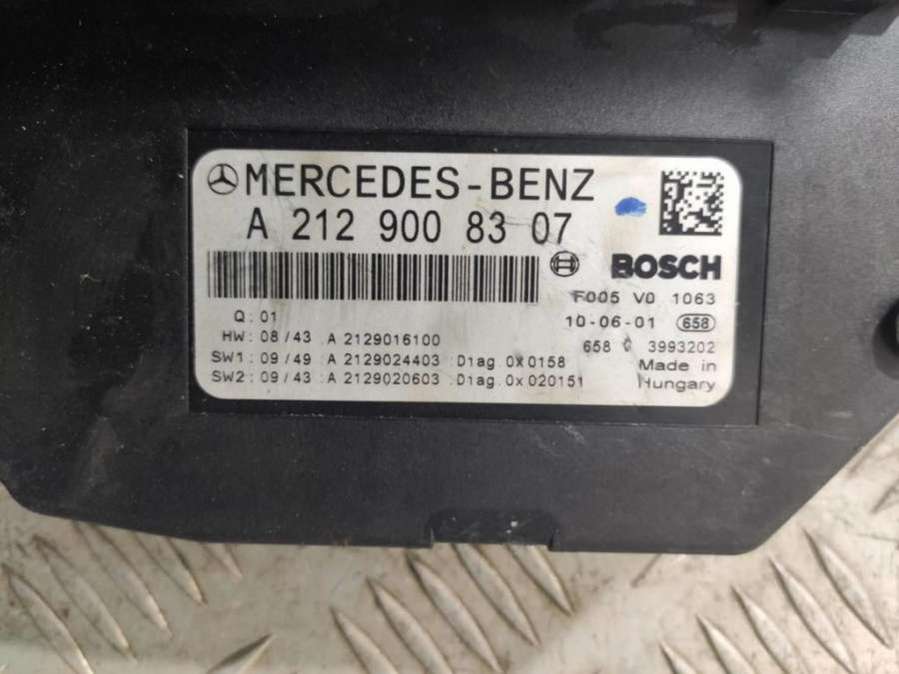 MERCEDES-BENZ
A 212 900 83 07
BOSCH
F005 V0 1063
Q: 01
10-06-01 658
HW: 08/43 A 2129016100
658 3993202
SW1: 09/49 A 2129024403 Diag 0x0158
Made in
SW2: 09/43 A 2129020603 Diag 0x020151
Hungary